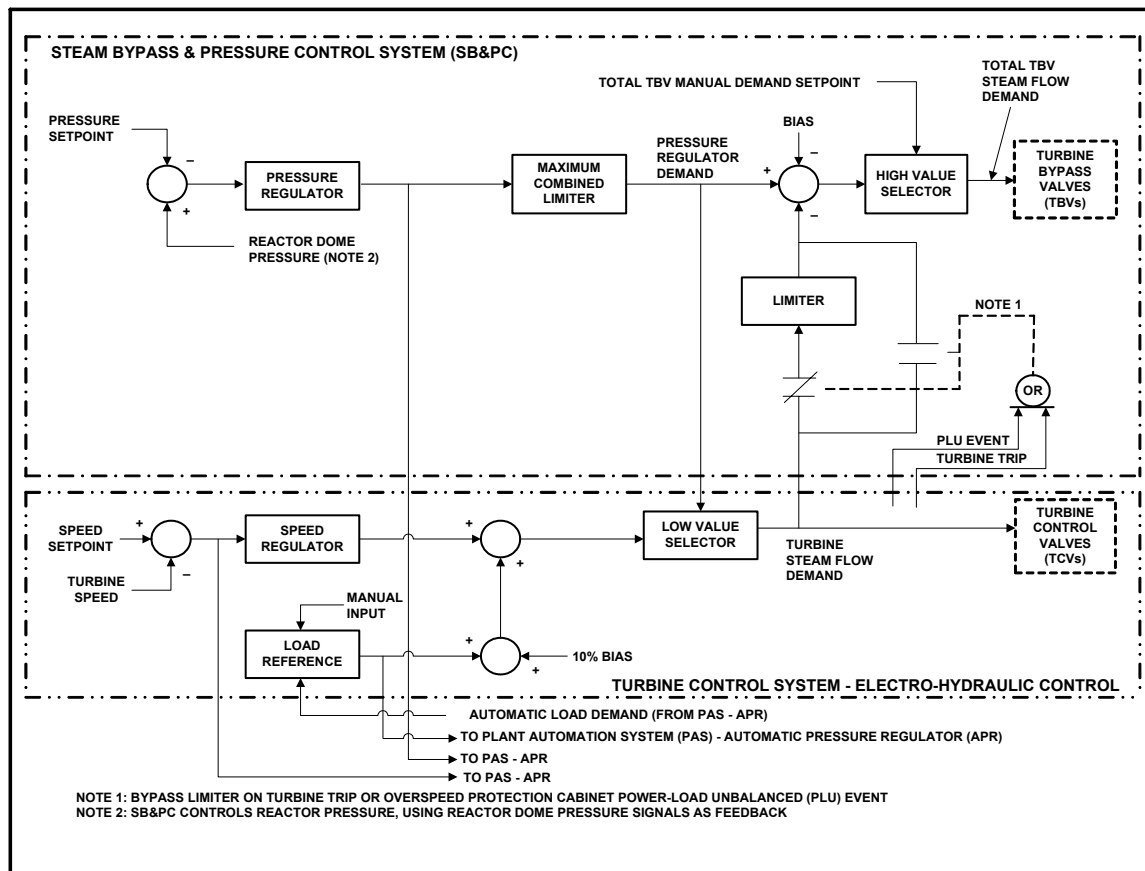 STEAM BYPASS & PRESSURE CONTROL SYSTEM (SB&PC)
TOTAL TBV
STEAM FLOW
DEMAND
TOTAL TBV MANUAL DEMAND SETPOINT
PRESSURE
SETPOINT
–
+
PRESSURE
REGULATOR
REACTOR DOME
PRESSURE (NOTE 2)
MAXIMUM
COMBINED
LIMITER
PRESSURE
REGULATOR
DEMAND
BIAS
–
+
–
HIGH VALUE
SELECTOR
TURBINE
BYPASS
VALVES
(TBVs)
LIMITER
NOTE 1
OR
PLU EVENT
TURBINE TRIP
SPEED
SETPOINT
+
–
TURBINE
SPEED
SPEED
REGULATOR
+
+
LOW VALUE
SELECTOR
TURBINE
STEAM FLOW
DEMAND
TURBINE
CONTROL
VALVES
(TCVs)
MANUAL
INPUT
LOAD
REFERENCE
+
+
10% BIAS
TURBINE CONTROL SYSTEM - ELECTRO-HYDRAULIC CONTROL
AUTOMATIC LOAD DEMAND (FROM PAS - APR)
TO PLANT AUTOMATION SYSTEM (PAS) - AUTOMATIC PRESSURE REGULATOR (APR)
TO PAS - APR
TO PAS - APR
NOTE 1: BYPASS LIMITER ON TURBINE TRIP OR OVERSPEED PROTECTION CABINET POWER-LOAD UNBALANCED (PLU) EVENT
NOTE 2: SB&PC CONTROLS REACTOR PRESSURE, USING REACTOR DOME PRESSURE SIGNALS AS FEEDBACK